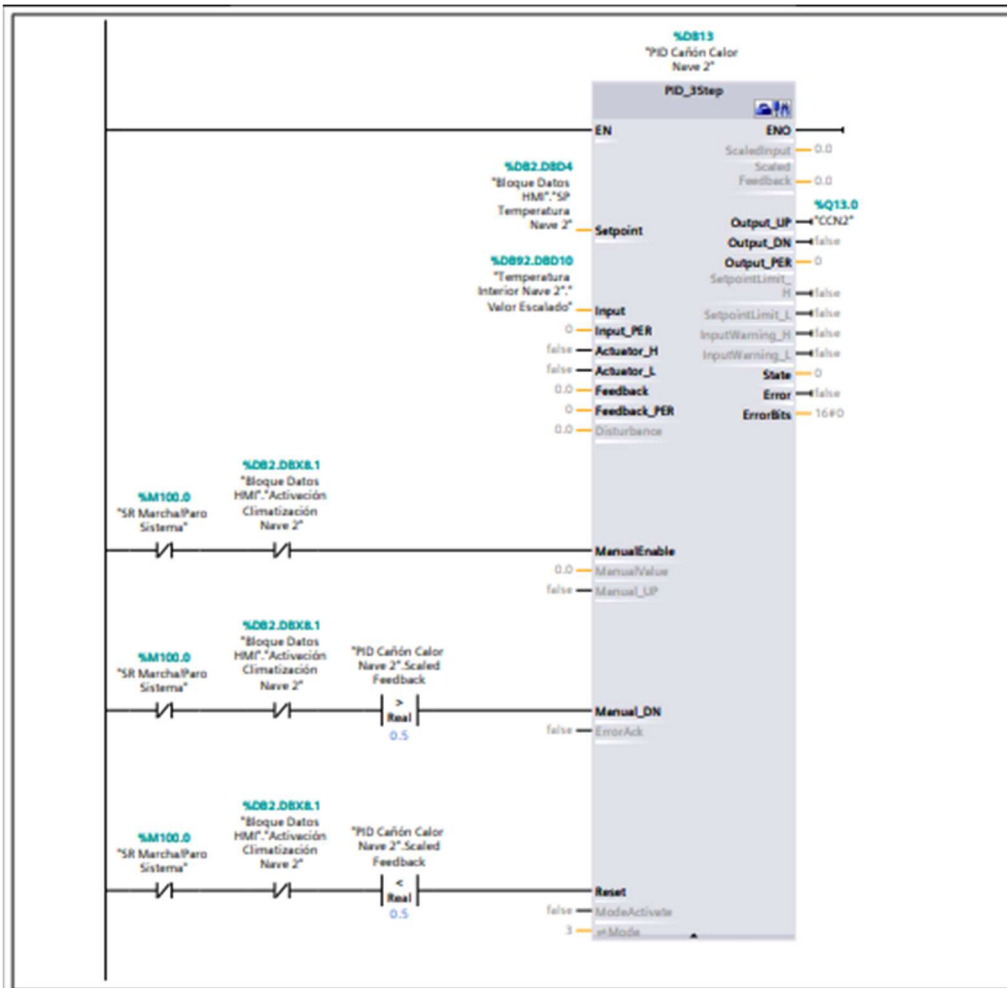 %DB13
"PID Cañón Calor
Nave 2"
PID_3Step
EN
ENO
ScaledInput
0.0
Scaled
Feedback
0.0
%DB2.DBD4
"Bloque Datos
HMI"."SP
Temperatura
Nave 2"
Setpoint
%Q13.0
Output_UP
"CCN2"
Output_DN
false
Output_PER
0
SetpointLimit_
H
false
SetpointLimit_L
false
InputWarning_H
false
InputWarning_L
false
State
0
Error
false
ErrorBits
16#0
%DB92.DBD10
"Temperatura
Interior Nave 2"."
Valor Escalado"
Input
0
Input_PER
false
Actuator_H
false
Actuator_L
0.0
Feedback
0
Feedback_PER
0.0
Disturbance
%M100.0
"SR Marcha/Paro
Sistema"
%DB2.DBX8.1
"Bloque Datos
HMI"."Activación
Climatización
Nave 2"
ManualEnable
0.0
ManualValue
false
Manual_UP
%M100.0
"SR Marcha/Paro
Sistema"
%DB2.DBX8.1
"Bloque Datos
HMI"."Activación
Climatización
Nave 2"
"PID Cañón Calor
Nave 2".Scaled
Feedback
>
Real
0.5
Manual_DN
false
ErrorAck
%M100.0
"SR Marcha/Paro
Sistema"
%DB2.DBX8.1
"Bloque Datos
HMI"."Activación
Climatización
Nave 2"
"PID Cañón Calor
Nave 2".Scaled
Feedback
<
Real
0.5
Reset
false
ModeActivate
3
Mode